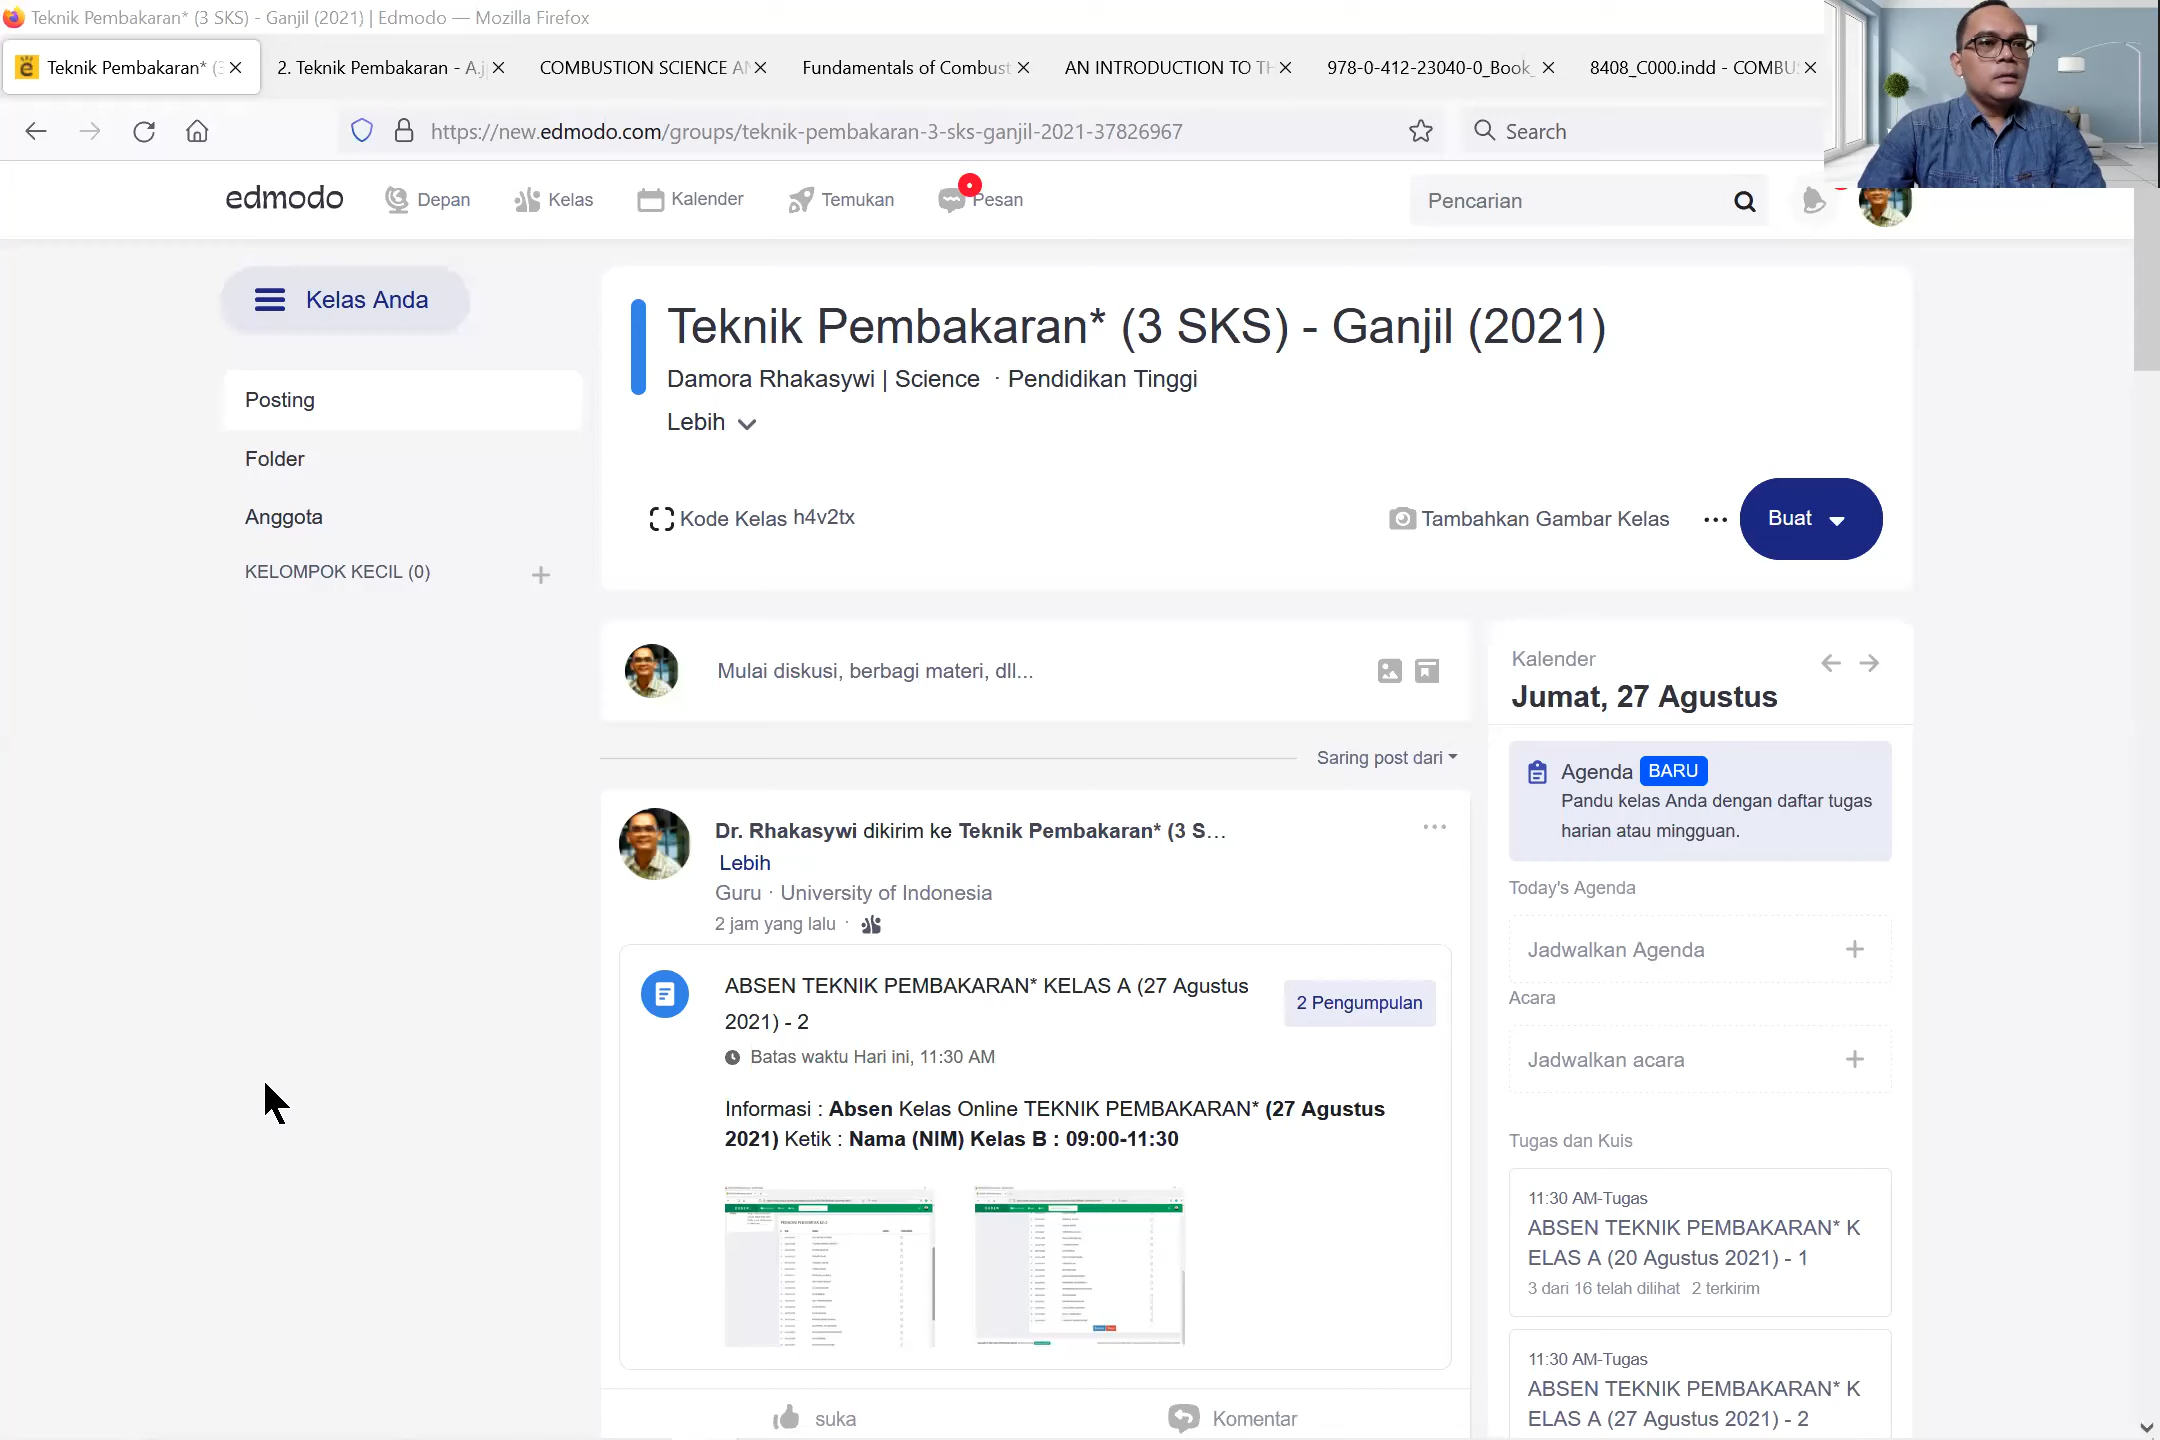 Teknik Pembakaran* (3 SKS) - Ganjil (2021) | Edmodo — Mozilla Firefox
Teknik Pembakaran* (3
2. Teknik Pembakaran - A.j
COMBUSTION SCIENCE AN
Fundamentals of Combust
AN INTRODUCTION TO TH
978-0-412-23040-0_Book_
8408_C000.indd - COMBU
https://new.edmodo.com/groups/teknik-pembakaran-3-sks-ganjil-2021-37826967
Search
edmodo
Depan
Kelas
Kalender
Temukan
Pesan
Pencarian
Kelas Anda
Posting
Folder
Anggota
KELOMPOK KECIL (0)
Teknik Pembakaran* (3 SKS) - Ganjil (2021)
Damora Rhakasywi | Science · Pendidikan Tinggi
Lebih
Kode Kelas h4v2tx
Tambahkan Gambar Kelas
Buat
Mulai diskusi, berbagi materi, dll...
Saring post dari
Dr. Rhakasywi dikirim ke Teknik Pembakaran* (3 S...
Lebih
Guru · University of Indonesia
2 jam yang lalu ·
ABSEN TEKNIK PEMBAKARAN* KELAS A (27 Agustus
2021) - 2
2 Pengumpulan
Batas waktu Hari ini, 11:30 AM
Informasi : Absen Kelas Online TEKNIK PEMBAKARAN* (27 Agustus
2021) Ketik : Nama (NIM) Kelas B : 09:00-11:30
suka
Komentar
Kalender
Jumat, 27 Agustus
Agenda BARU
Pandu kelas Anda dengan daftar tugas
harian atau mingguan.
Today's Agenda
Jadwalkan Agenda
Acara
Jadwalkan acara
Tugas dan Kuis
11:30 AM-Tugas
ABSEN TEKNIK PEMBAKARAN* K
ELAS A (20 Agustus 2021) - 1
3 dari 16 telah dilihat 2 terkirim
11:30 AM-Tugas
ABSEN TEKNIK PEMBAKARAN* K
ELAS A (27 Agustus 2021) - 2